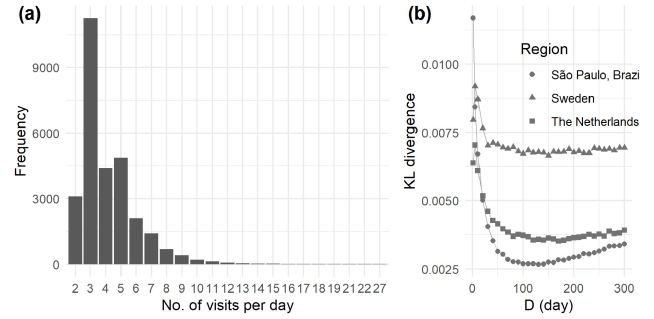 (a)
Frequency
9000
6000
3000
0
2 3 4 5 6 7 8 9 10 11 12 13 14 15 16 17 18 19 21 22 27
No. of visits per day
(b)
KL divergence
0.0100
0.0075
0.0050
0.0025
Region
São Paulo, Brazi
Sweden
The Netherlands
0 100 200 300
D (day)